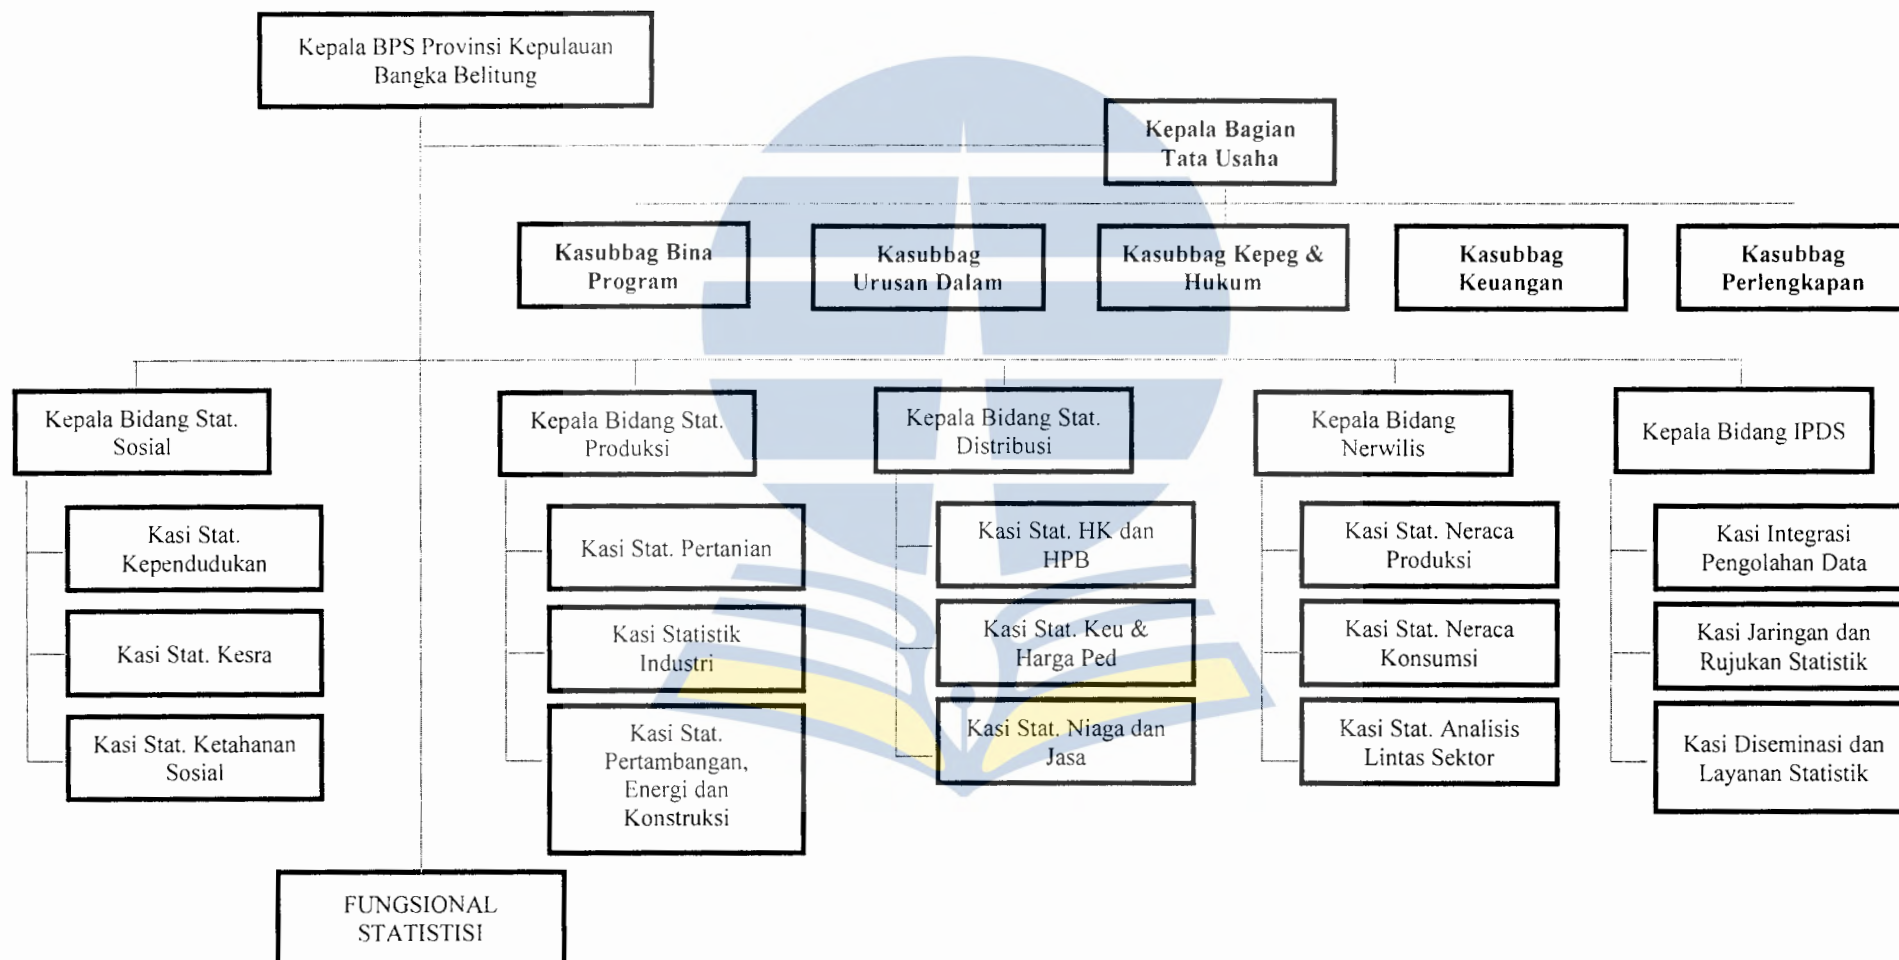 Kepala BPS Provinsi Kepulauan
Bangka Belitung
Kepala Bagian
Tata Usaha
Kasubbag Bina
Program
Kasubbag
Urusan Dalam
Kasubbag Kepeg &
Hukum
Kasubbag
Keuangan
Kasubbag
Perlengkapan
Kepala Bidang Stat.
Sosial
Kasi Stat.
Kependudukan
Kasi Stat. Kesra
Kasi Stat. Ketahanan
Sosial
Kepala Bidang Stat.
Produksi
Kasi Stat. Pertanian
Kasi Statistik
Industri
Kasi Stat.
Pertambangan,
Energi dan
Konstruksi
Kepala Bidang Stat.
Distribusi
Kasi Stat. HK dan
HPB
Kasi Stat. Keu &
Harga Ped
Kasi Stat. Niaga dan
Jasa
Kepala Bidang
Nerwilis
Kasi Stat. Neraca
Produksi
Kasi Stat. Neraca
Konsumsi
Kasi Stat. Analisis
Lintas Sektor
Kepala Bidang IPDS
Kasi Integrasi
Pengolahan Data
Kasi Jaringan dan
Rujukan Statistik
Kasi Diseminasi dan
Layanan Statistik
FUNGSIONAL
STATISTISI